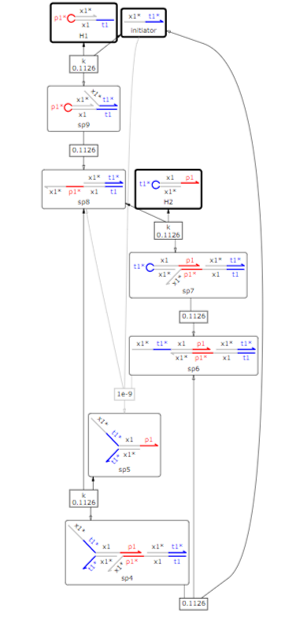 x1*
p1*
x1 t1
H1
x1* t1*
initiator
k
0.1126
x1*
t1*
p1*
x1
sp9
0.1126
x1* t1*
x1* p1* x1 t1
sp8
x1 p1
t1*
x1*
H2
k
0.1126
x1 p1 x1* t1*
t1*
x1* p1* x1 t1
sp7
0.1126
x1* t1* x1 p1 x1* t1*
x1* p1* x1 t1
sp6
1e-9
x1*
t1* x1 p1
t1* x1*
sp5
k
0.1126
x1*
t1* x1 p1 x1* t1*
x1* p1* x1 t1
t1* x1*
sp4
0.1126